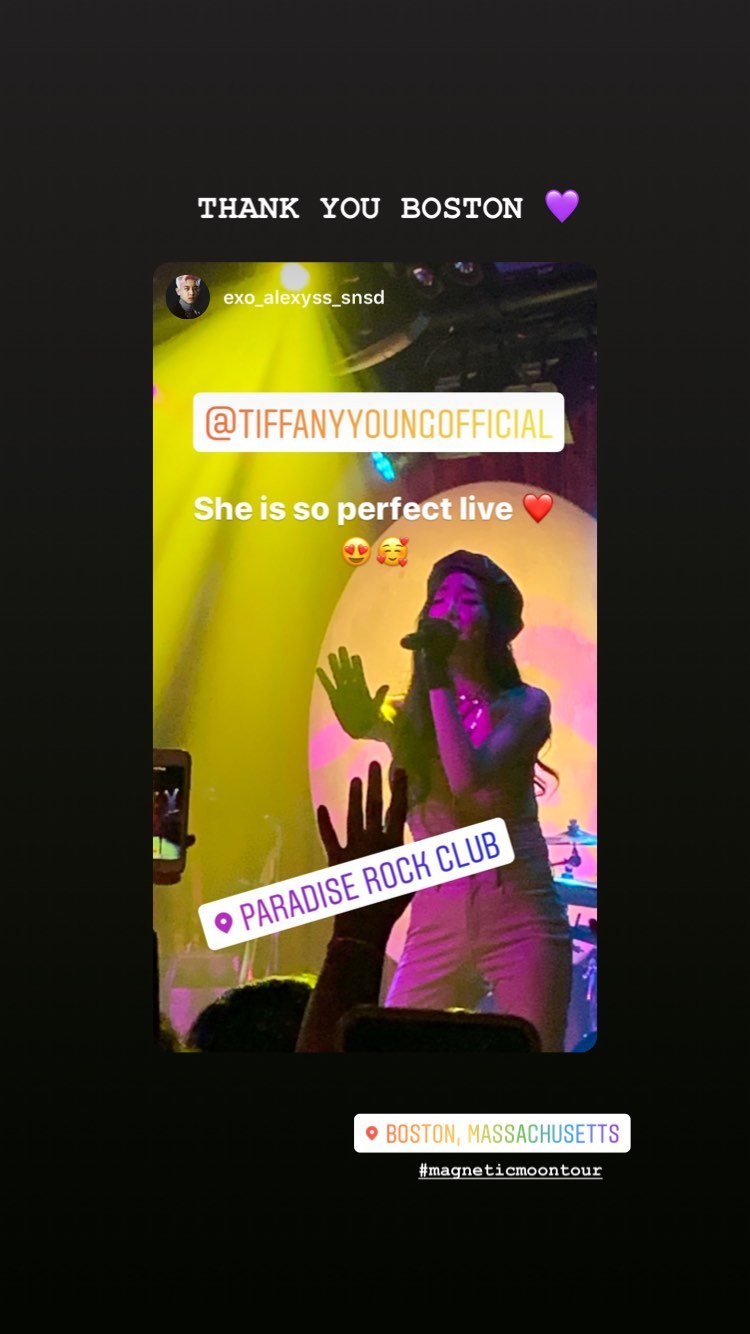 THANK YOU BOSTON 💜
exo_alexyss_snsd
@TIFFANYYOUNGOFFICIAL
She is so perfect live ❤️
😍🥰
PARADISE ROCK CLUB
BOSTON, MASSACHUSETTS
#magneticmoontour